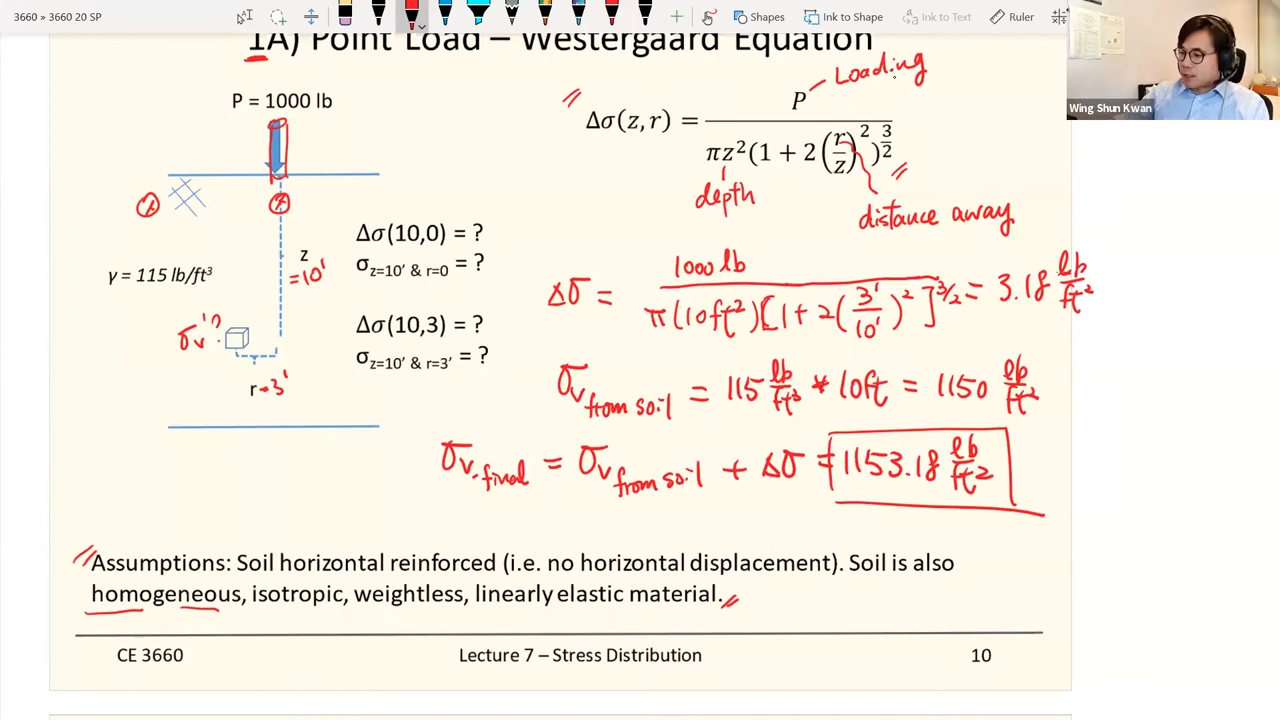 3660 » 3660 20 SP
Shapes
Ink to Shape
Ink to Text
Ruler
Wing Shun Kwan
1A) Point Load – Westergaard Equation
P = 1000 lb
Δσ(z, r) = P / πz²(1 + 2(r/z)²)^3/2
Loading
depth
distance away
γ = 115 lb/ft³
z
=10'
Δσ(10,0) = ?
σz=10’ & r=0 = ?
Δσ(10,3) = ?
σz=10’ & r=3’ = ?
σv'?
r=3'
Δσ = 1000 lb / π(10ft²)[1+2(3'/10')²]^3/2 = 3.18 lb/ft²
σv from soil = 115 lb/ft³ * 10ft = 1150 lb/ft²
σv.final = σv from soil + Δσ = 1153.18 lb/ft²
Assumptions: Soil horizontal reinforced (i.e. no horizontal displacement). Soil is also
homogeneous, isotropic, weightless, linearly elastic material.
CE 3660
Lecture 7 – Stress Distribution
10